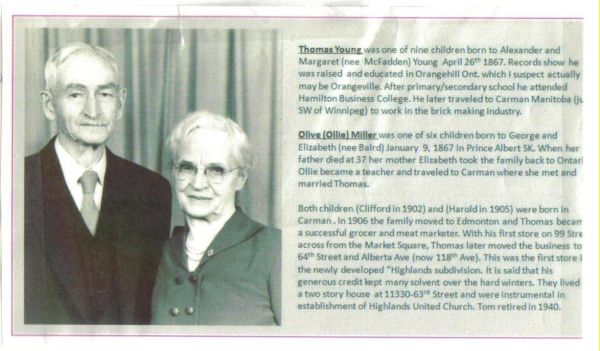 Thomas Young was one of nine children born to Alexander and
Margaret (nee McFadden) Young April 26th 1867. Records show he
was raised and educated in Orangehill Ont. which I suspect actually
may be Orangeville. After primary/secondary school he attended
Hamilton Business College. He later traveled to Carman Manitoba (ju
SW of Winnipeg) to work in the brick making industry.
Olive (Ollie) Miller was one of six children born to George and
Elizabeth (nee Baird) January 9, 1867 in Prince Albert SK. When her
father died at 37 her mother Elizabeth took the family back to Ontari
Ollie became a teacher and traveled to Carman where she met and
married Thomas.
Both children (Clifford in 1902) and (Harold in 1905) were born in
Carman. In 1906 the family moved to Edmonton and Thomas becam
a successful grocer and meat marketer. With his first store on 99 Stre
across from the Market Square, Thomas later moved the business to
64th Street and Alberta Ave (now 118th Ave). This was the first store i
the newly developed "Highlands subdivision. It is said that his
generous credit kept many solvent over the hard winters. They lived
a two story house at 11330-63rd Street and were instrumental in
establishment of Highlands United Church. Tom retired in 1940.